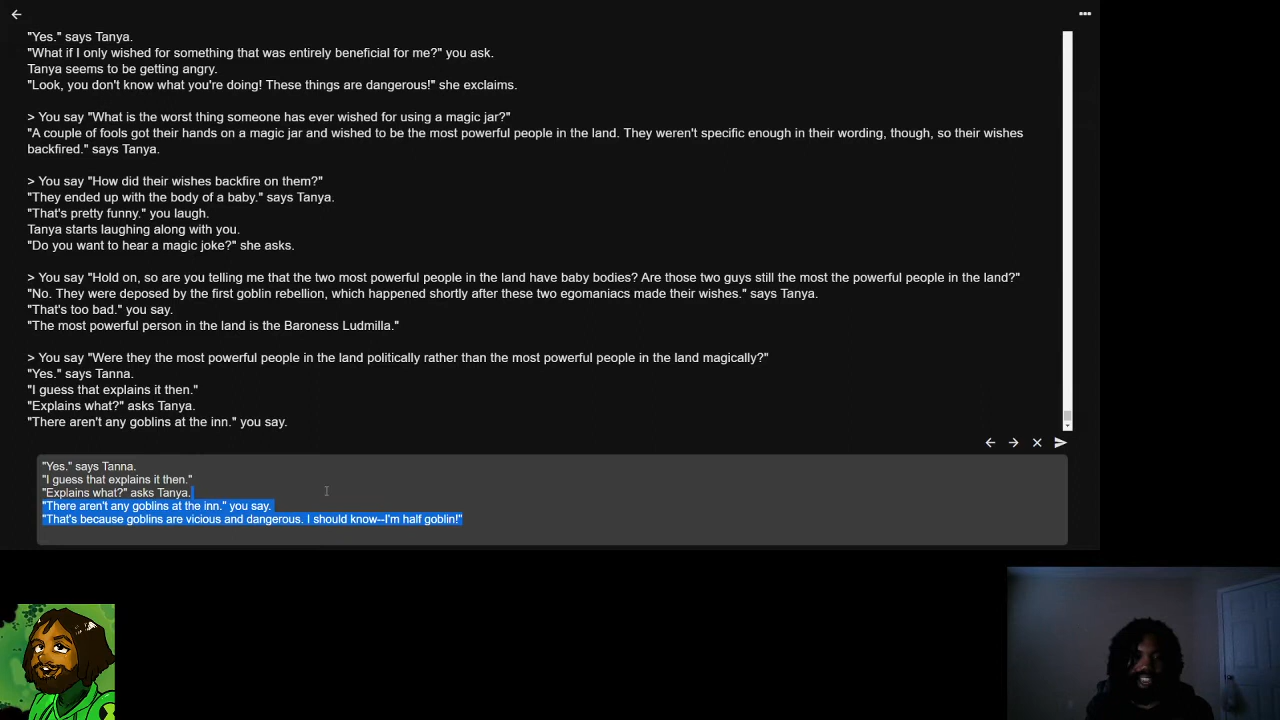 "Yes." says Tanya.
"What if I only wished for something that was entirely beneficial for me?" you ask.
Tanya seems to be getting angry.
"Look, you don't know what you're doing! These things are dangerous!" she exclaims.
> You say "What is the worst thing someone has ever wished for using a magic jar?"
"A couple of fools got their hands on a magic jar and wished to be the most powerful people in the land. They weren't specific enough in their wording, though, so their wishes
backfired." says Tanya.
> You say "How did their wishes backfire on them?"
"They ended up with the body of a baby." says Tanya.
"That's pretty funny." you laugh.
Tanya starts laughing along with you.
"Do you want to hear a magic joke?" she asks.
> You say "Hold on, so are you telling me that the two most powerful people in the land have baby bodies? Are those two guys still the most the powerful people in the land?"
"No. They were deposed by the first goblin rebellion, which happened shortly after these two egomaniacs made their wishes." says Tanya.
"That's too bad." you say.
"The most powerful person in the land is the Baroness Ludmilla."
> You say "Were they the most powerful people in the land politically rather than the most powerful people in the land magically?"
"Yes." says Tanna.
"I guess that explains it then."
"Explains what?" asks Tanya.
"There aren't any goblins at the inn." you say.
"Yes." says Tanna.
"I guess that explains it then."
"Explains what?" asks Tanya.
"There aren't any goblins at the inn." you say.
"That's because goblins are vicious and dangerous. I should know--I'm half goblin!"